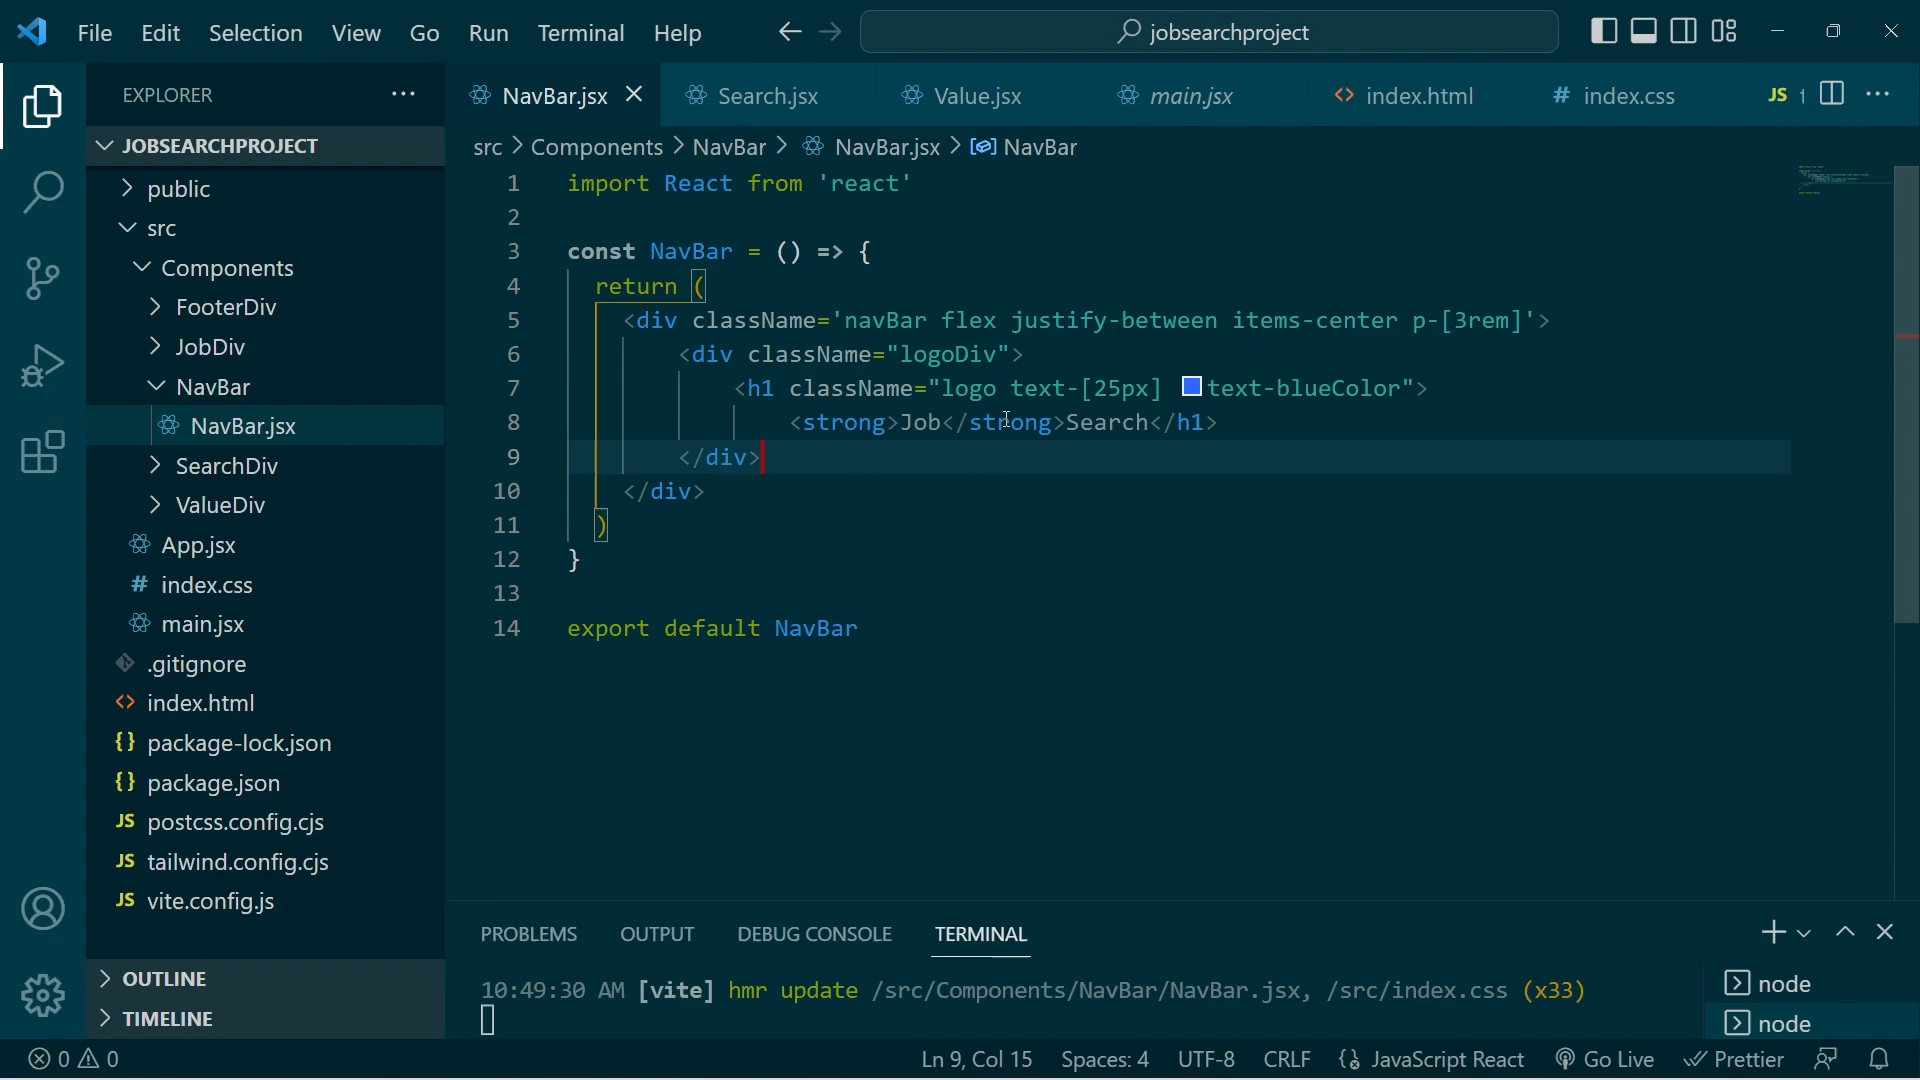 File Edit Selection View Go Run Terminal Help jobsearchproject
EXPLORER
NavBar.jsx Search.jsx Value.jsx main.jsx <> index.html # index.css JS
JOBSEARCHPROJECT
src > Components > NavBar > NavBar.jsx > NavBar
public
src
Components
FooterDiv
JobDiv
NavBar
NavBar.jsx
SearchDiv
ValueDiv
App.jsx
# index.css
main.jsx
.gitignore
<> index.html
{} package-lock.json
{} package.json
JS postcss.config.cjs
JS tailwind.config.cjs
JS vite.config.js
OUTLINE
TIMELINE
1 import React from 'react'
2
3 const NavBar = () => {
4 return (
5 <div className='navBar flex justify-between items-center p-[3rem]'>
6 <div className="logoDiv">
7 <h1 className="logo text-[25px] text-blueColor">
8 <strong>Job</strong>Search</h1>
9 </div>
10 </div>
11 )
12 }
13
14 export default NavBar
PROBLEMS OUTPUT DEBUG CONSOLE TERMINAL
10:49:30 AM [vite] hmr update /src/Components/NavBar/NavBar.jsx, /src/index.css (x33)
node
node
0 0 Ln 9, Col 15 Spaces: 4 UTF-8 CRLF JavaScript React Go Live Prettier